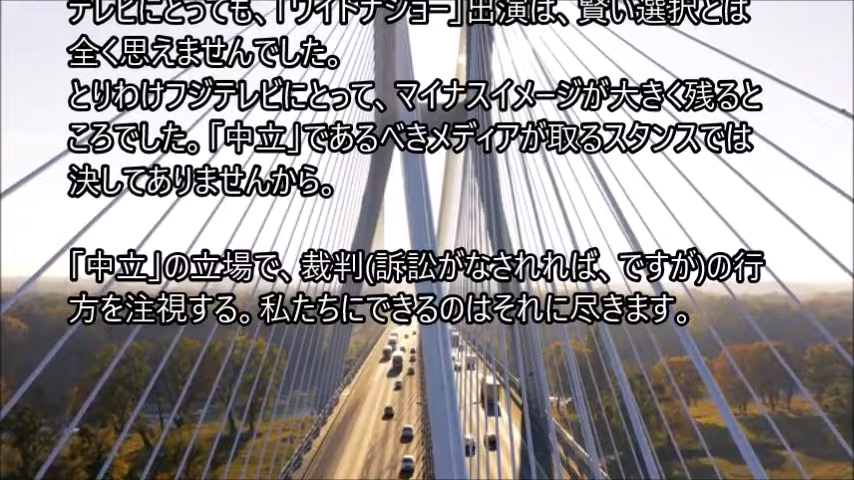 テレビにとっても、「ワイドナショー」出演は、賢い選択とは
全く思えませんでした。
とりわけフジテレビにとって、マイナスイメージが大きく残ると
ころでした。「中立」であるべきメディアが取るスタンスでは
決してありませんから。
「中立」の立場で、裁判(訴訟がなされれば、ですが)の行
方を注視する。私たちにできるのはそれに尽きます。